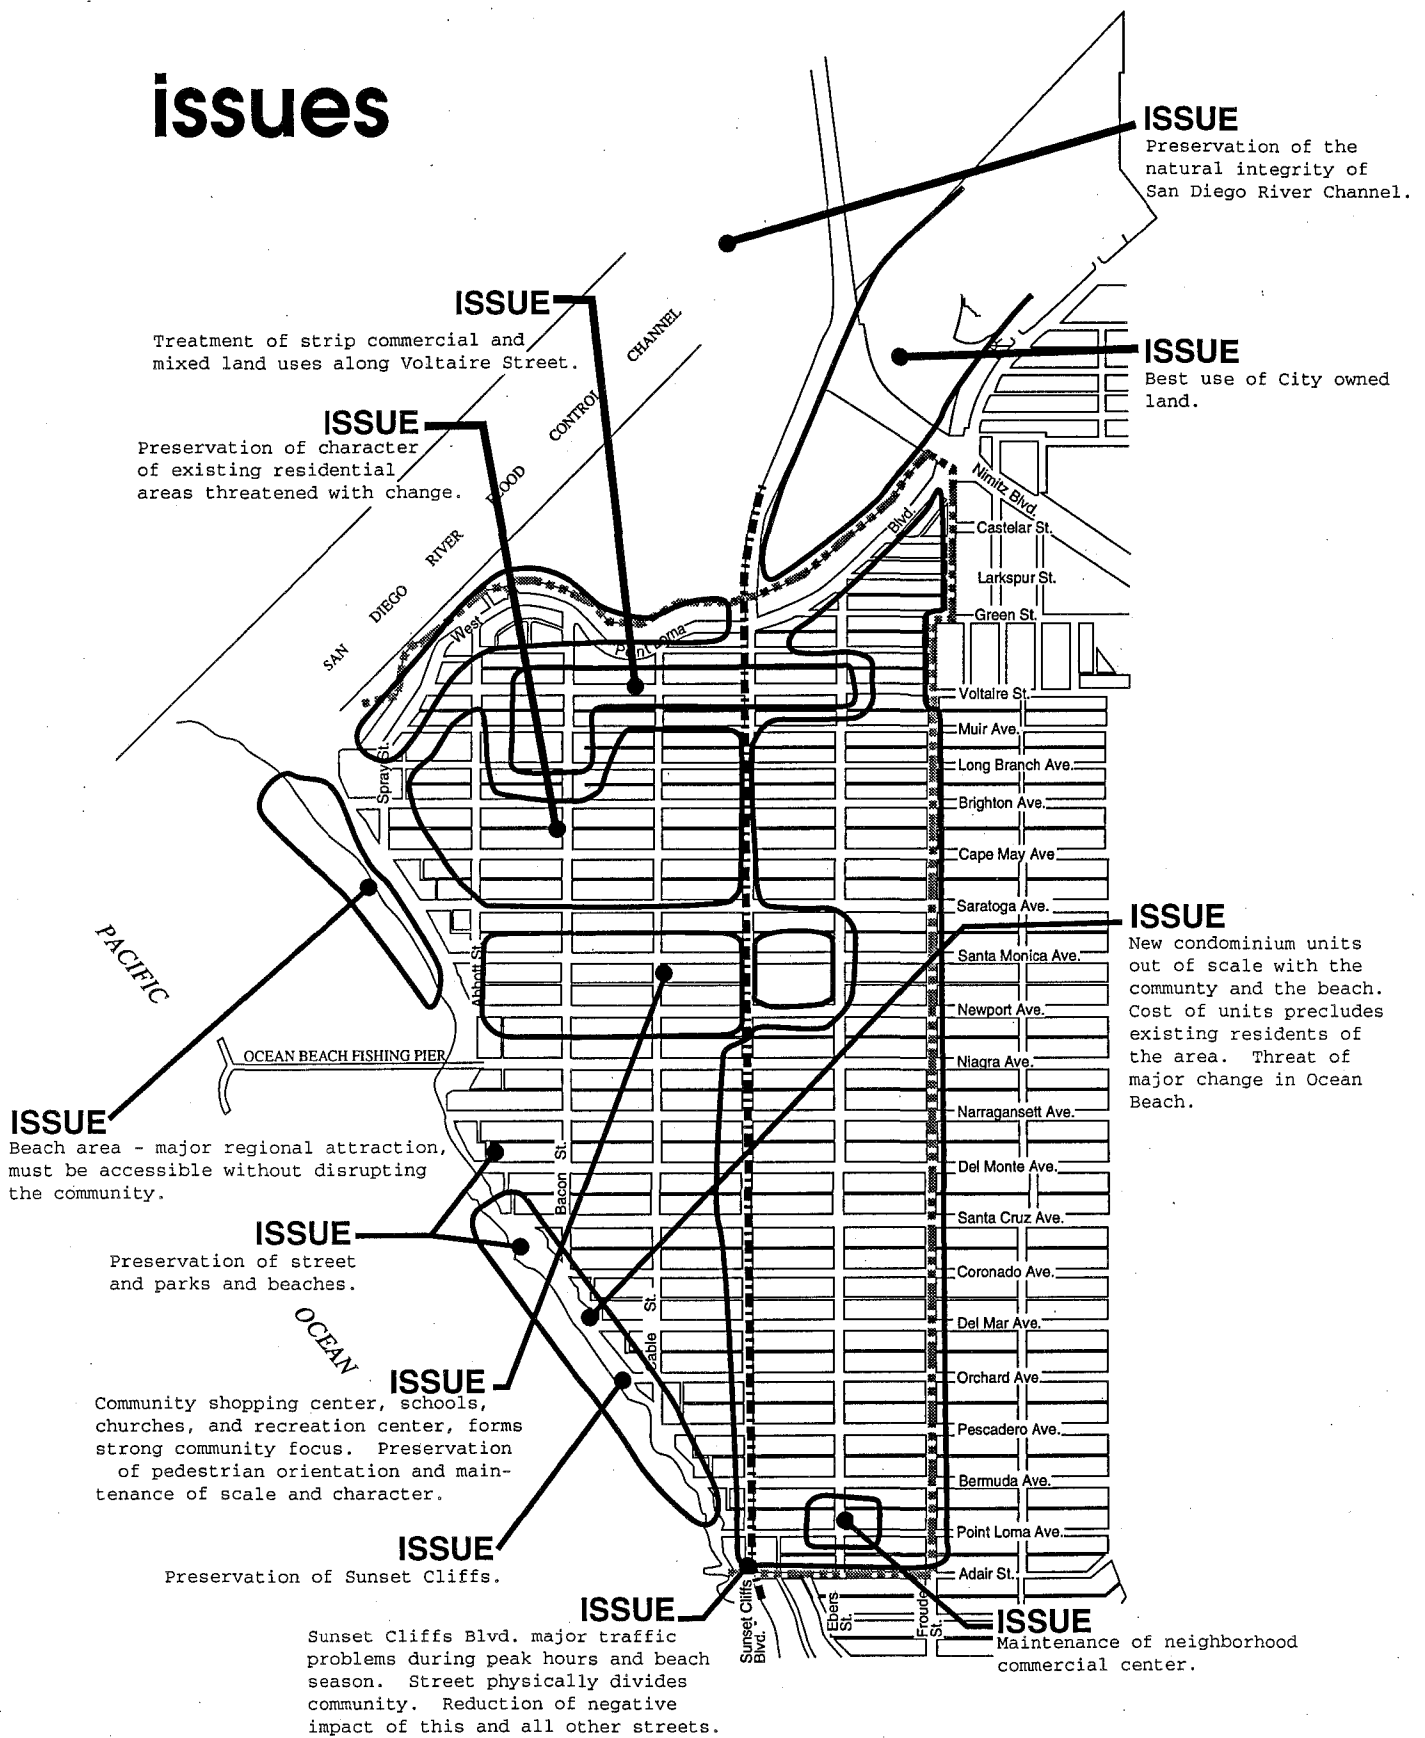 issues
ISSUE
Preservation of the
natural integrity of
San Diego River Channel.
ISSUE
Treatment of strip commercial and
mixed land uses along Voltaire Street.
ISSUE
Best use of City owned
land.
ISSUE
Preservation of character
of existing residential
areas threatened with change.
SAN DIEGO RIVER FLOOD CONTROL CHANNEL
Nimitz Blvd.
West Point Loma Blvd.
Castelar St.
Larkspur St.
Green St.
Voltaire St.
Muir Ave.
Long Branch Ave.
Brighton Ave.
Cape May Ave
Saratoga Ave.
Santa Monica Ave.
Newport Ave.
Niagra Ave.
Narragansett Ave.
Del Monte Ave.
Santa Cruz Ave.
Coronado Ave.
Del Mar Ave.
Orchard Ave.
Pescadero Ave.
Bermuda Ave.
Point Loma Ave.
Adair St.
Spray St.
Abbott St.
Bacon St.
Cable St.
Sunset Cliffs
Blvd.
Ebers
St.
Froude
St.
PACIFIC
OCEAN
OCEAN BEACH FISHING PIER
ISSUE
New condominium units
out of scale with the
communty and the beach.
Cost of units precludes
existing residents of
the area. Threat of
major change in Ocean
Beach.
ISSUE
Beach area - major regional attraction,
must be accessible without disrupting
the community.
ISSUE
Preservation of street
and parks and beaches.
ISSUE
Community shopping center, schools,
churches, and recreation center, forms
strong community focus. Preservation
of pedestrian orientation and main-
tenance of scale and character.
ISSUE
Preservation of Sunset Cliffs.
ISSUE
Sunset Cliffs Blvd. major traffic
problems during peak hours and beach
season. Street physically divides
community. Reduction of negative
impact of this and all other streets.
ISSUE
Maintenance of neighborhood
commercial center.